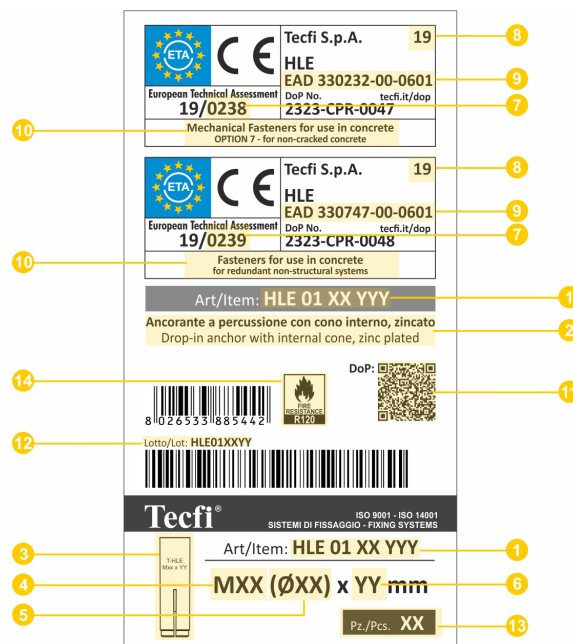 Tecfi S.p.A. 19 8
ETA CE
HLE
EAD 330232-00-0601 9
European Technical Assessment DoP No. tecfi.it/dop
19/0238 2323-CPR-0047 7
10 Mechanical Fasteners for use in concrete
OPTION 7 - for non-cracked concrete
Tecfi S.p.A. 19 8
ETA CE
HLE
EAD 330747-00-0601 9
European Technical Assessment DoP No. tecfi.it/dop
19/0239 2323-CPR-0048 7
10 Fasteners for use in concrete
for redundant non-structural systems
Art/Item: HLE 01 XX YYY 1
Ancorante a percussione con cono interno, zincato 2
Drop-in anchor with internal cone, zinc plated
DoP:
14 FIRE
RESISTANCE
R120
11
8 026533 885442
12 Lotto/Lot: HLE01XXYY
Tecfi® ISO 9001 - ISO 14001
SISTEMI DI FISSAGGIO - FIXING SYSTEMS
3 T-HLE
Mxx x YY
Art/Item: HLE 01 XX YYY 1
4 MXX (ØXX) x YY mm 6
5
Pz./Pcs. XX 13